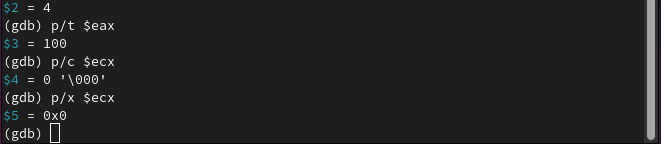 $2 = 4
(gdb) p/t $eax
$3 = 100
(gdb) p/c $ecx
$4 = 0 '\000'
(gdb) p/x $ecx
$5 = 0x0
(gdb)